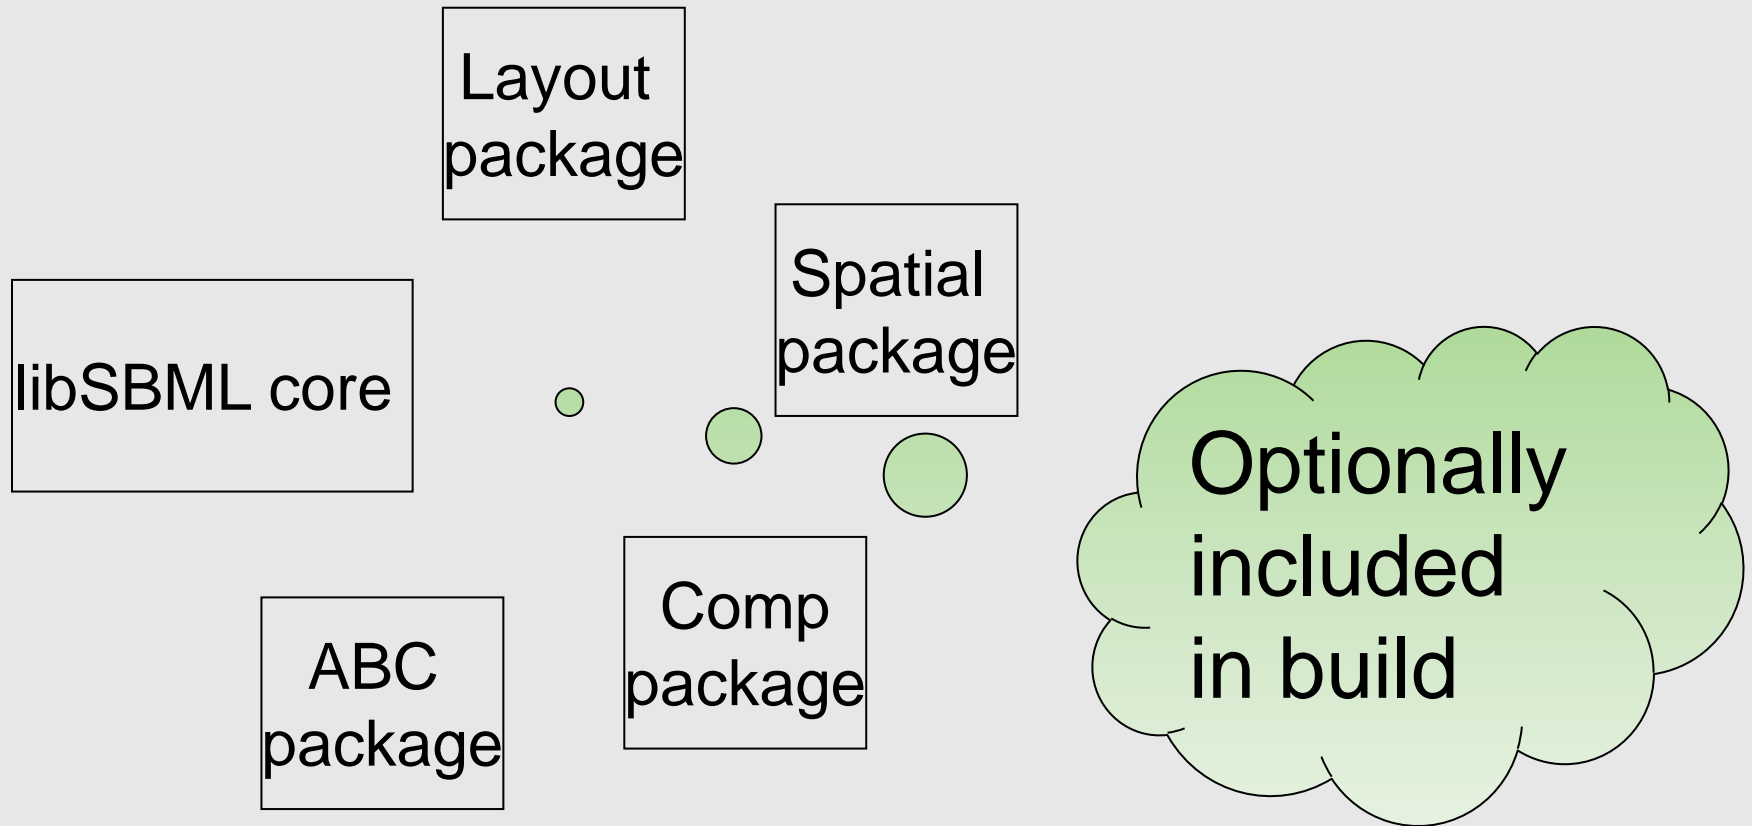 Layout
package
Spatial
package
libSBML core
Optionally
included
in build
Comp
package
ABC
package